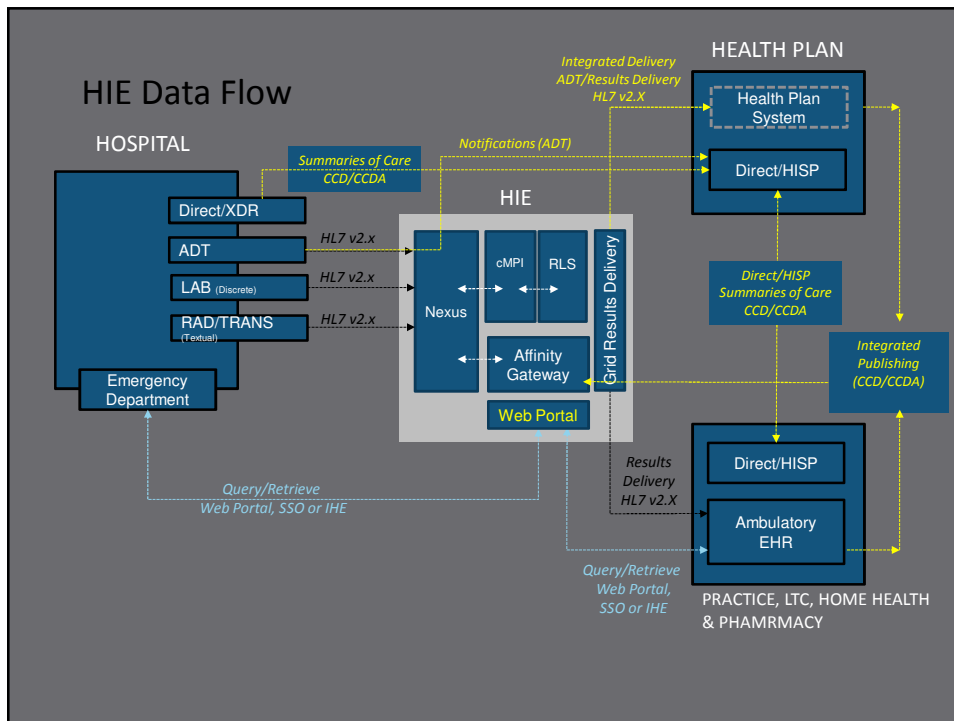 HIE Data Flow
HOSPITAL
Summaries of Care
CCD/CCDA
Direct/XDR
ADT
LAB (Discrete)
RAD/TRANS
(Textual)
Emergency
Department
HL7 v2.x
HL7 v2.x
HL7 v2.x
Notifications (ADT)
Integrated Delivery
ADT/Results Delivery
HL7 v2.X
HIE
Nexus
cMPI
RLS
Affinity
Gateway
Web Portal
Grid Results Delivery
HEALTH PLAN
Health Plan
System
Direct/HISP
Direct/HISP
Summaries of Care
CCD/CCDA
Integrated
Publishing
(CCD/CCDA)
Query/Retrieve
Web Portal, SSO or IHE
Results
Delivery
HL7 v2.X
Query/Retrieve
Web Portal,
SSO or IHE
Direct/HISP
Ambulatory
EHR
PRACTICE, LTC, HOME HEALTH
& PHAMRMACY